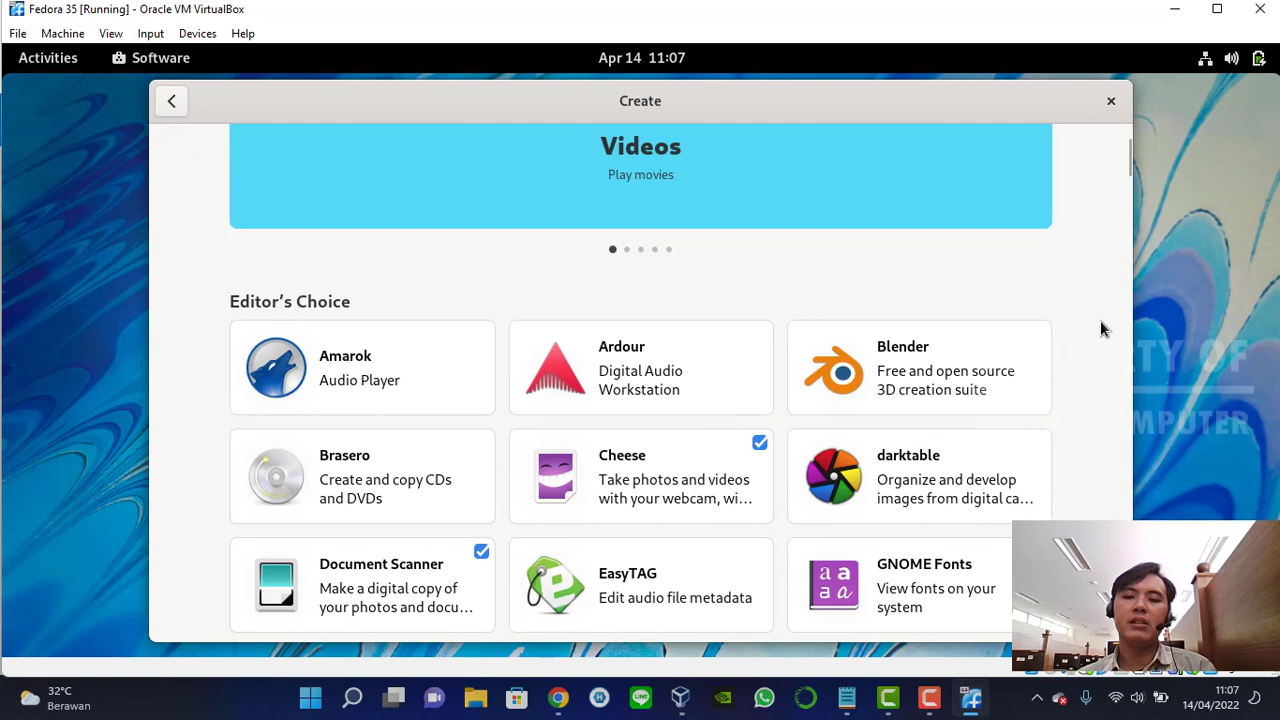 Fedora 35 [Running] - Oracle VM VirtualBox
File Machine View Input Devices Help
Activities Software Apr 14 11:07
Create
Videos
Play movies
Editor's Choice
Amarok
Audio Player
Ardour
Digital Audio
Workstation
Blender
Free and open source
3D creation suite
Brasero
Create and copy CDs
and DVDs
Cheese
Take photos and videos
with your webcam, wi...
darktable
Organize and develop
images from digital ca...
Document Scanner
Make a digital copy of
your photos and docu...
EasyTAG
Edit audio file metadata
GNOME Fonts
View fonts on your
system
OF
COMPUTER
32°C
Berawan
11:07
14/04/2022